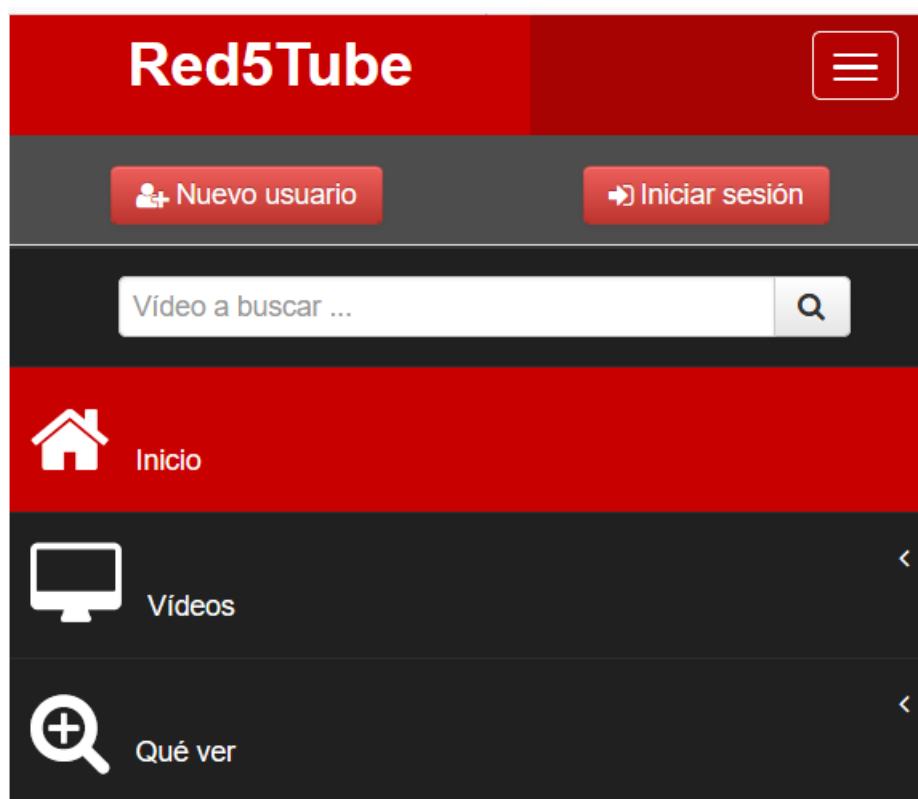 Red5Tube
Nuevo usuario
Iniciar sesión
Vídeo a buscar ...
Inicio
Vídeos
Qué ver